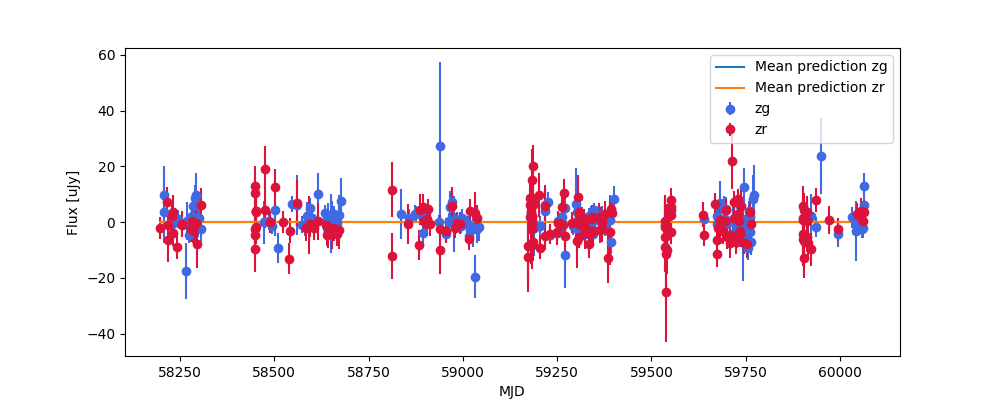 60
40
20
0
−20
−40
Flux [uJy]
58250
58500
58750
59000
59250
59500
59750
60000
MJD
Mean prediction zg
Mean prediction zr
zg
zr